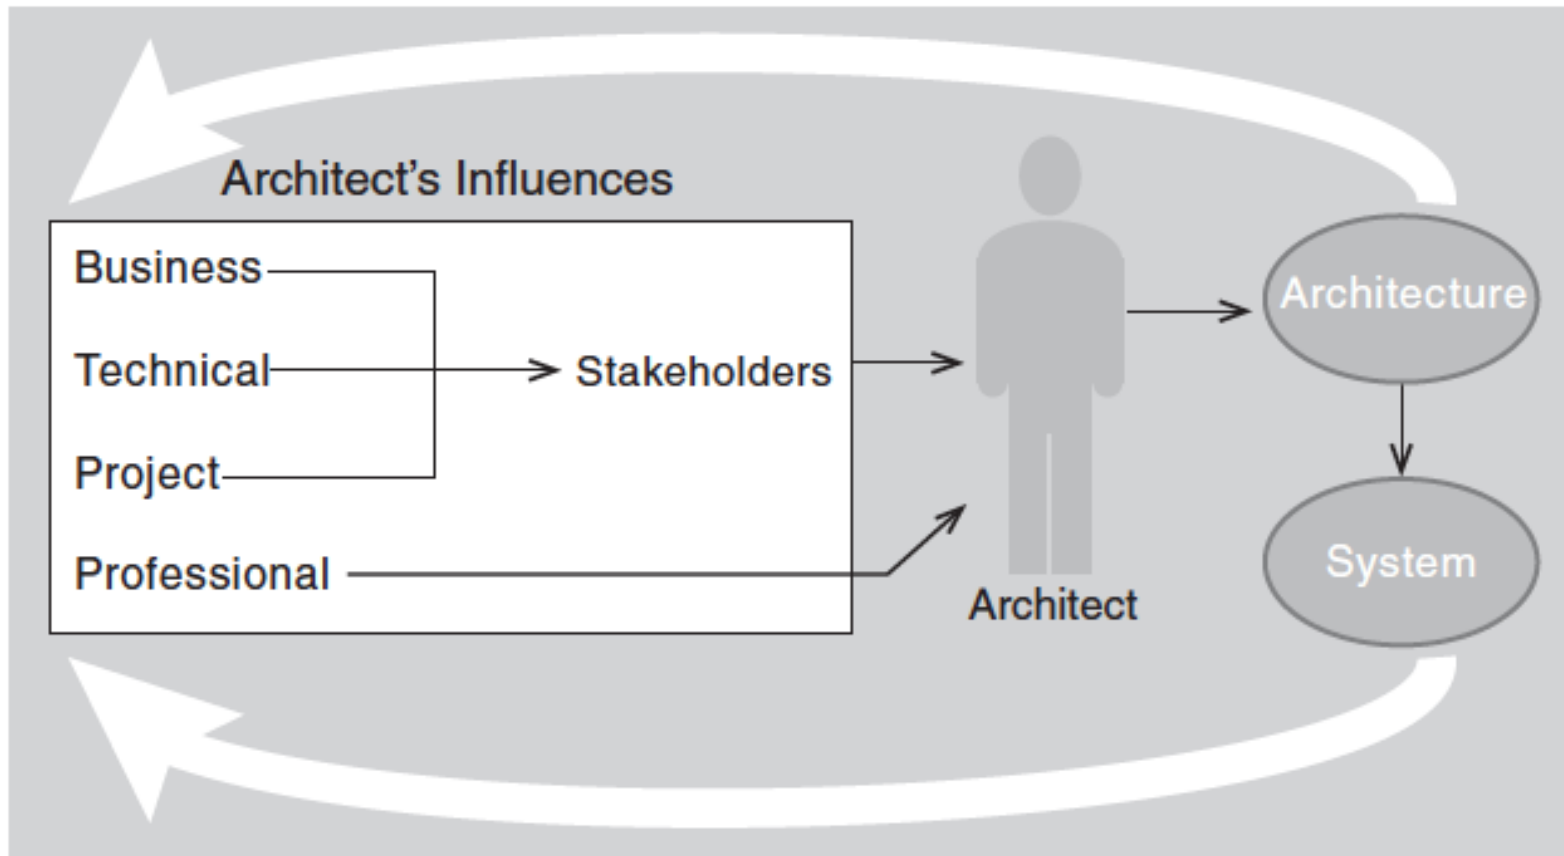 Architect’s Influences
Business
Technical
Stakeholders
Project
Professional
Architect
Architecture
System